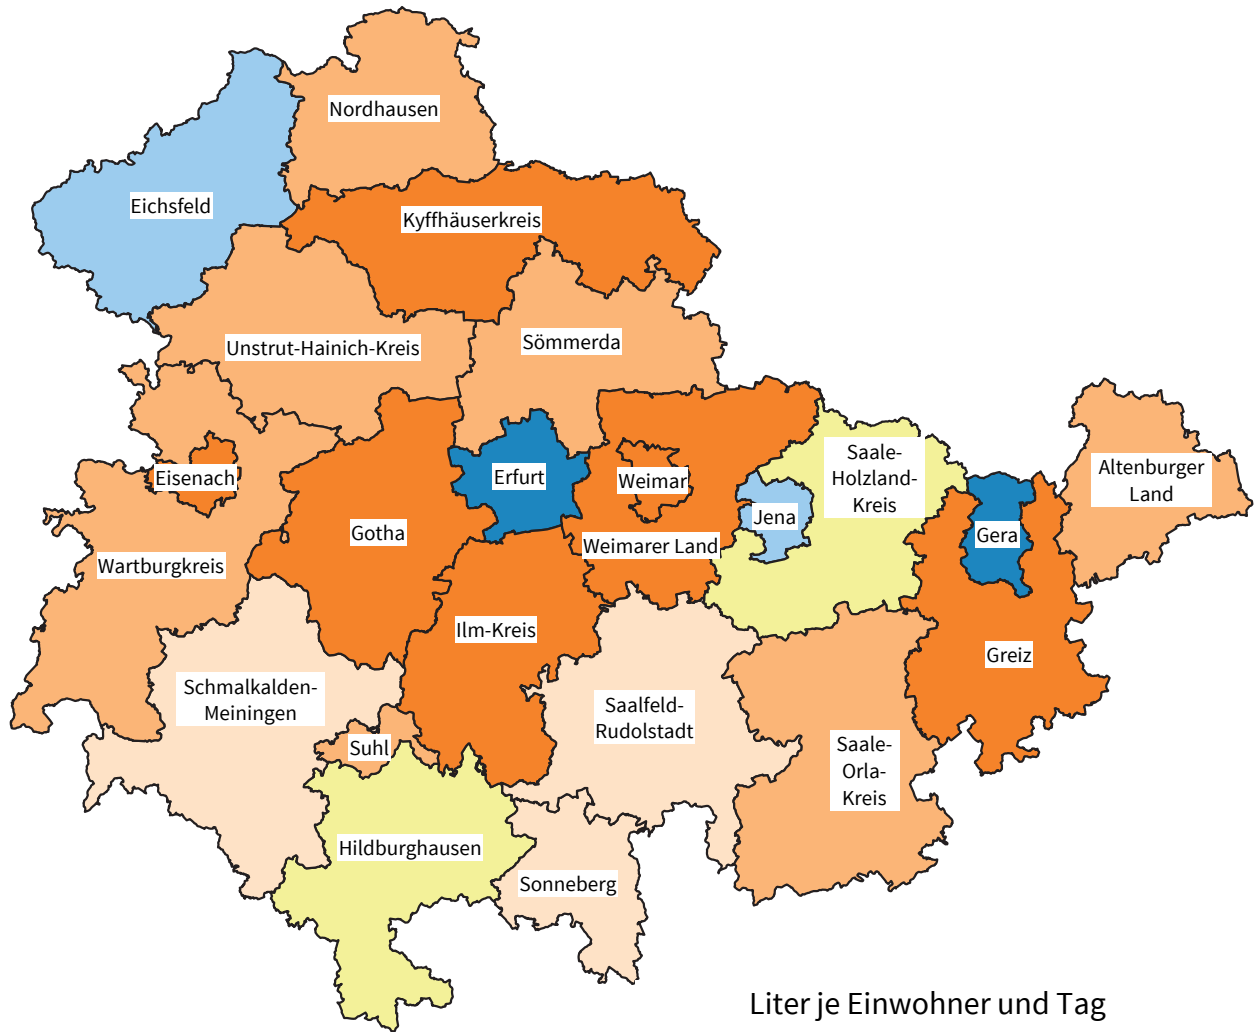 Nordhausen
Eichsfeld
Kyffhäuserkreis
Unstrut-Hainich-Kreis
Sömmerda
Eisenach
Erfurt
Weimar
Saale-
Holzland-
Kreis
Altenburger
Land
Gotha
Jena
Gera
Weimarer Land
Wartburgkreis
Ilm-Kreis
Greiz
Schmalkalden-
Meiningen
Saalfeld-
Rudolstadt
Suhl
Saale-
Orla-
Kreis
Hildburghausen
Sonneberg
Liter je Einwohner und Tag